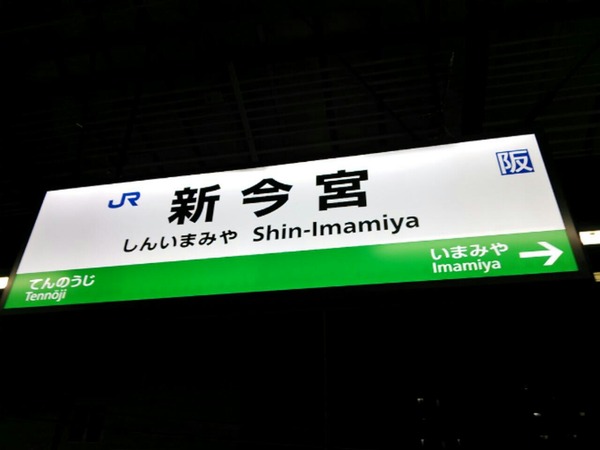 JR 新今宮 阪
しんいまみや Shin-Imamiya
てんのうじ いまみや →
Tennōji Imamiya